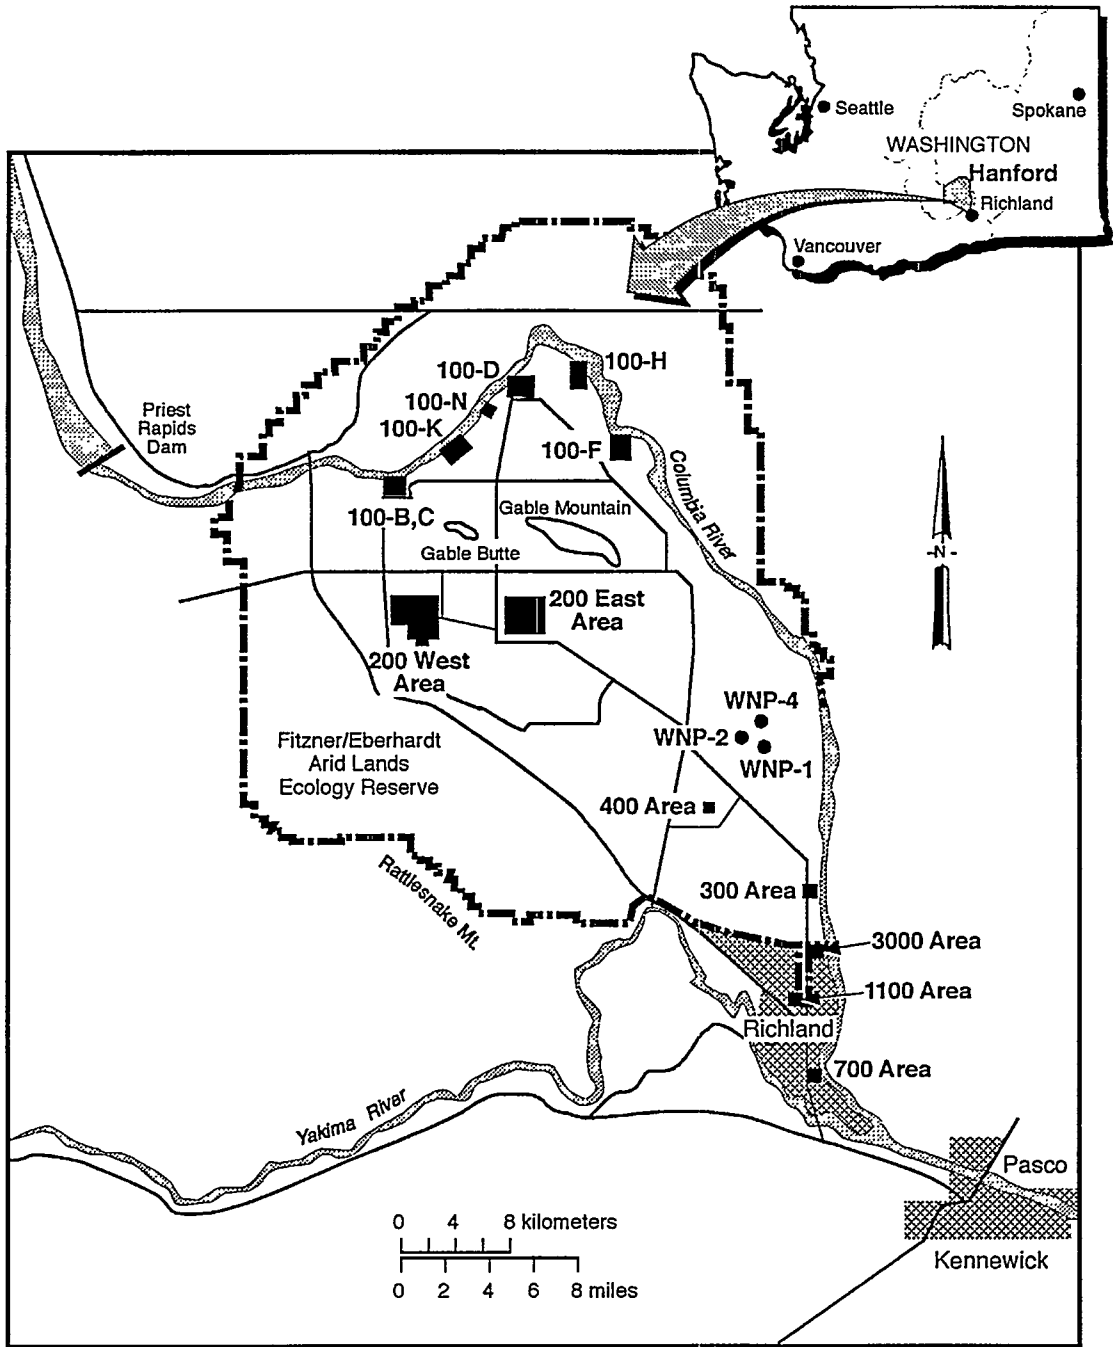 Seattle
Spokane
WASHINGTON
Hanford
Richland
Vancouver
100-H
100-D
100-N
100-K
100-F
Priest
Rapids
Dam
Columbia River
100-B,C
Gable Mountain
Gable Butte
-N-
200 East
Area
200 West
Area
WNP-4
WNP-2
WNP-1
Fitzner/Eberhardt
Arid Lands
Ecology Reserve
400 Area
Rattlesnake Mt.
300 Area
3000 Area
1100 Area
Richland
700 Area
Yakima River
Pasco
Kennewick
0 4 8 kilometers
0 2 4 6 8 miles